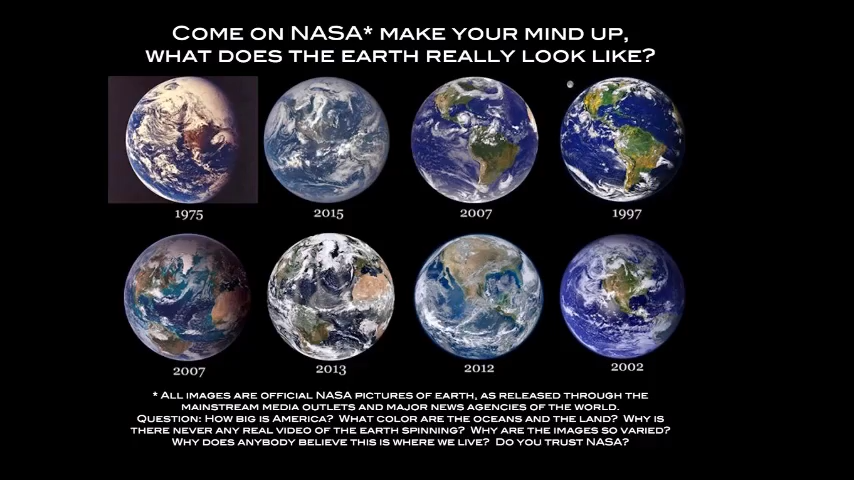 COME ON NASA* MAKE YOUR MIND UP,
WHAT DOES THE EARTH REALLY LOOK LIKE?
1975
2015
2007
1997
2007
2013
2012
2002
* ALL IMAGES ARE OFFICIAL NASA PICTURES OF EARTH, AS RELEASED THROUGH THE
MAINSTREAM MEDIA OUTLETS AND MAJOR NEWS AGENCIES OF THE WORLD.
QUESTION: HOW BIG IS AMERICA? WHAT COLOR ARE THE OCEANS AND THE LAND? WHY IS
THERE NEVER ANY REAL VIDEO OF THE EARTH SPINNING? WHY ARE THE IMAGES SO VARIED?
WHY DOES ANYBODY BELIEVE THIS IS WHERE WE LIVE? DO YOU TRUST NASA?